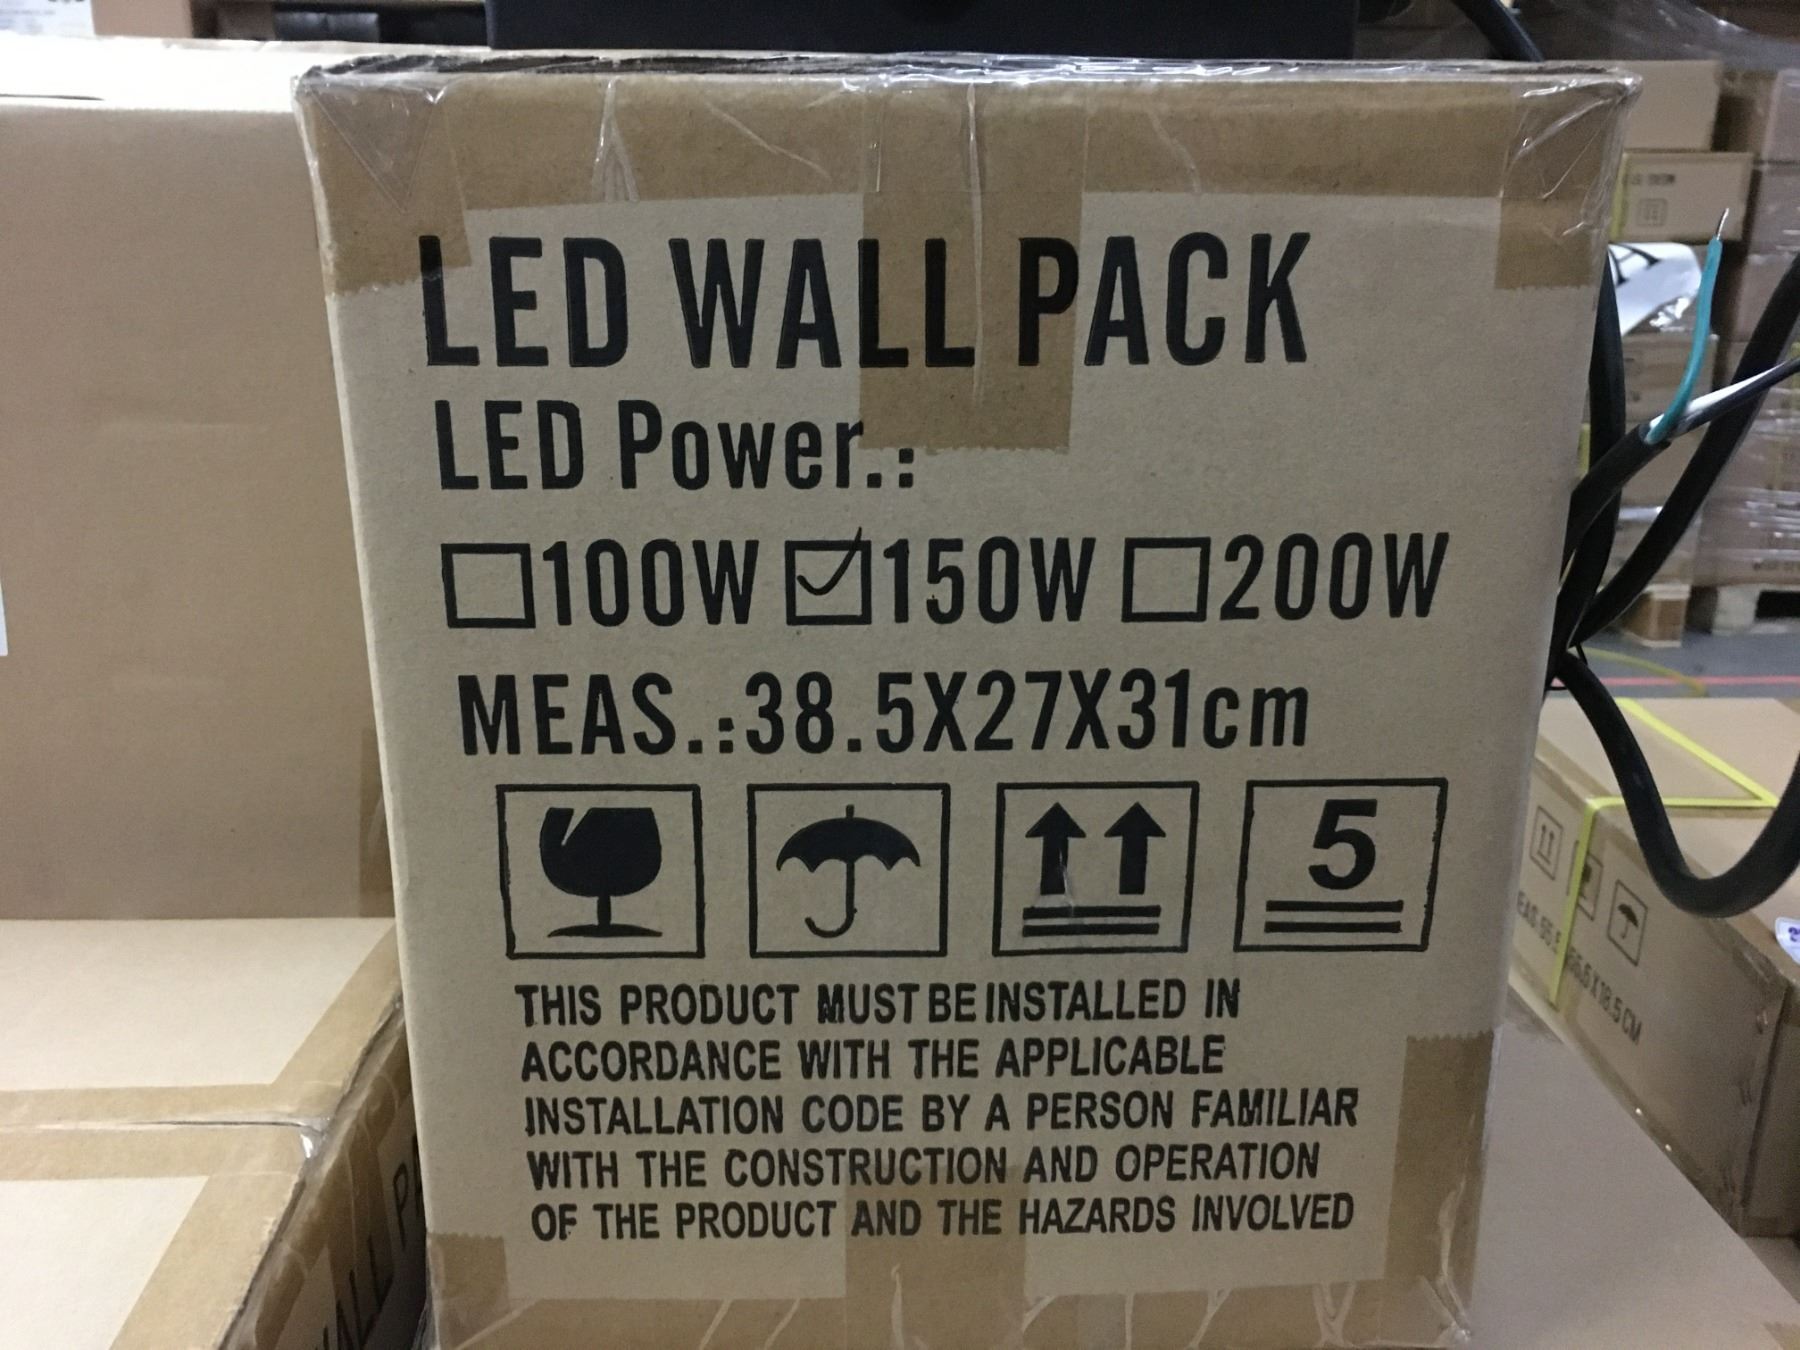 LED WALL PACK
LED Power.:
100W 150W 200W
MEAS.:38.5X27X31cm
5
THIS PRODUCT MUST BE INSTALLED IN
ACCORDANCE WITH THE APPLICABLE
INSTALLATION CODE BY A PERSON FAMILIAR
WITH THE CONSTRUCTION AND OPERATION
OF THE PRODUCT AND THE HAZARDS INVOLVED